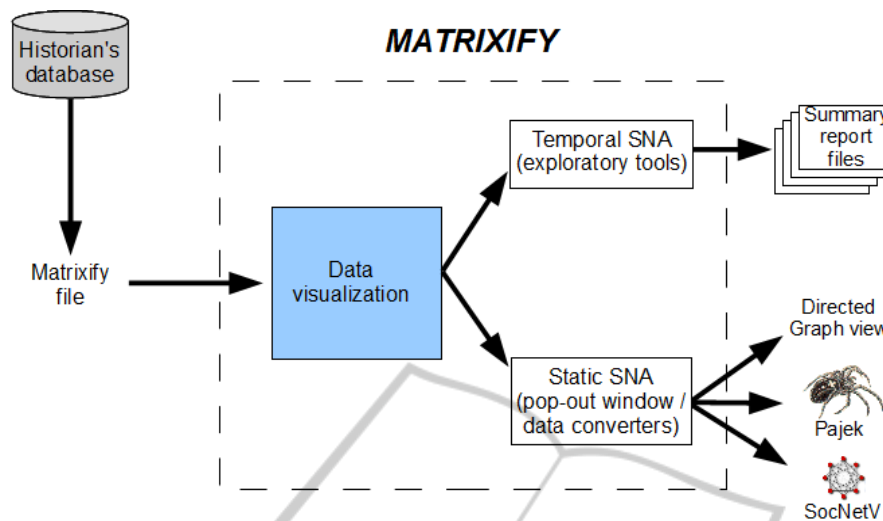 MATRIXIFY
Historian's
database
Matrixify
file
Data
visualization
Temporal SNA
(exploratory tools)
Summary
report
files
Static SNA
(pop-out window /
data converters)
Directed
Graph view
Pajek
SocNetV